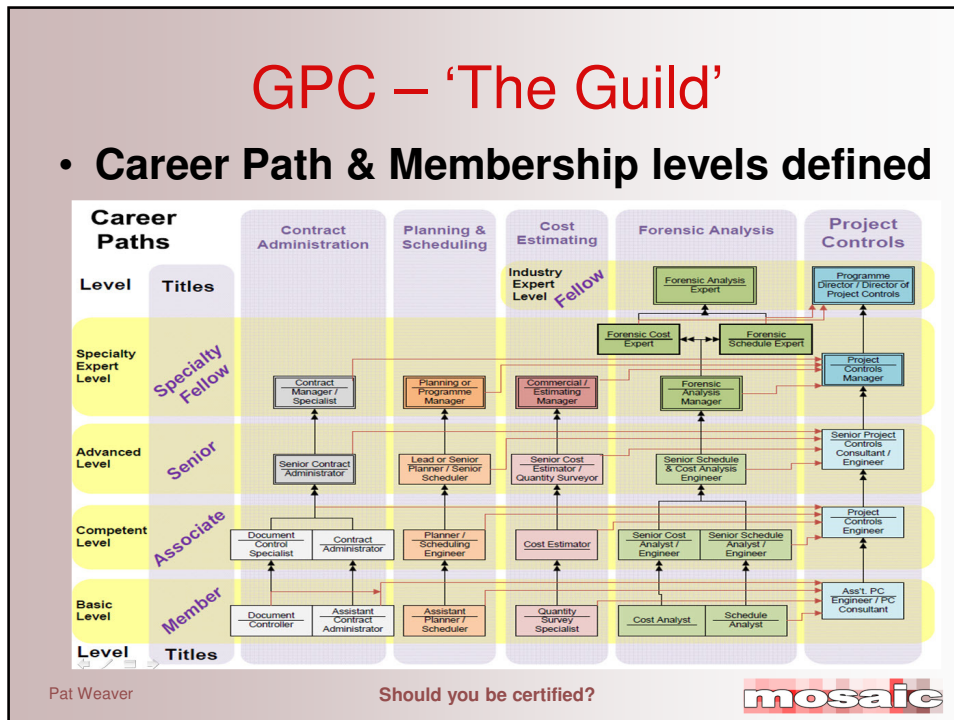 GPC – ‘The Guild’
• Career Path & Membership levels defined
Career
Paths
Contract
Administration
Planning &
Scheduling
Cost
Estimating
Forensic Analysis
Project
Controls
Level
Titles
Industry
Expert
Level
Fellow
Forensic Analysis
Expert
Programme
Director / Director of
Project Controls
Forensic Cost
Expert
Forensic
Schedule Expert
Specialty
Expert
Level
Specialty
Fellow
Contract
Manager /
Specialist
Planning or
Programme
Manager
Commercial /
Estimating
Manager
Forensic
Analysis
Manager
Project
Controls
Manager
Advanced
Level
Senior
Senior Contract
Administrator
Lead or Senior
Planner / Senior
Scheduler
Senior Cost
Estimator /
Quantity Surveyor
Senior Schedule
& Cost Analysis
Engineer
Senior Project
Controls
Consultant /
Engineer
Competent
Level
Associate
Document
Control
Specialist
Contract
Administrator
Planner /
Scheduling
Engineer
Cost Estimator
Senior Cost
Analyst /
Engineer
Senior Schedule
Analyst /
Engineer
Project
Controls
Engineer
Basic
Level
Member
Document
Controller
Assistant
Contract
Administrator
Assistant
Planner /
Scheduler
Quantity
Survey
Specialist
Cost Analyst
Schedule
Analyst
Ass't. PC
Engineer / PC
Consultant
Level
Titles
Pat Weaver
Should you be certified?
mosaic